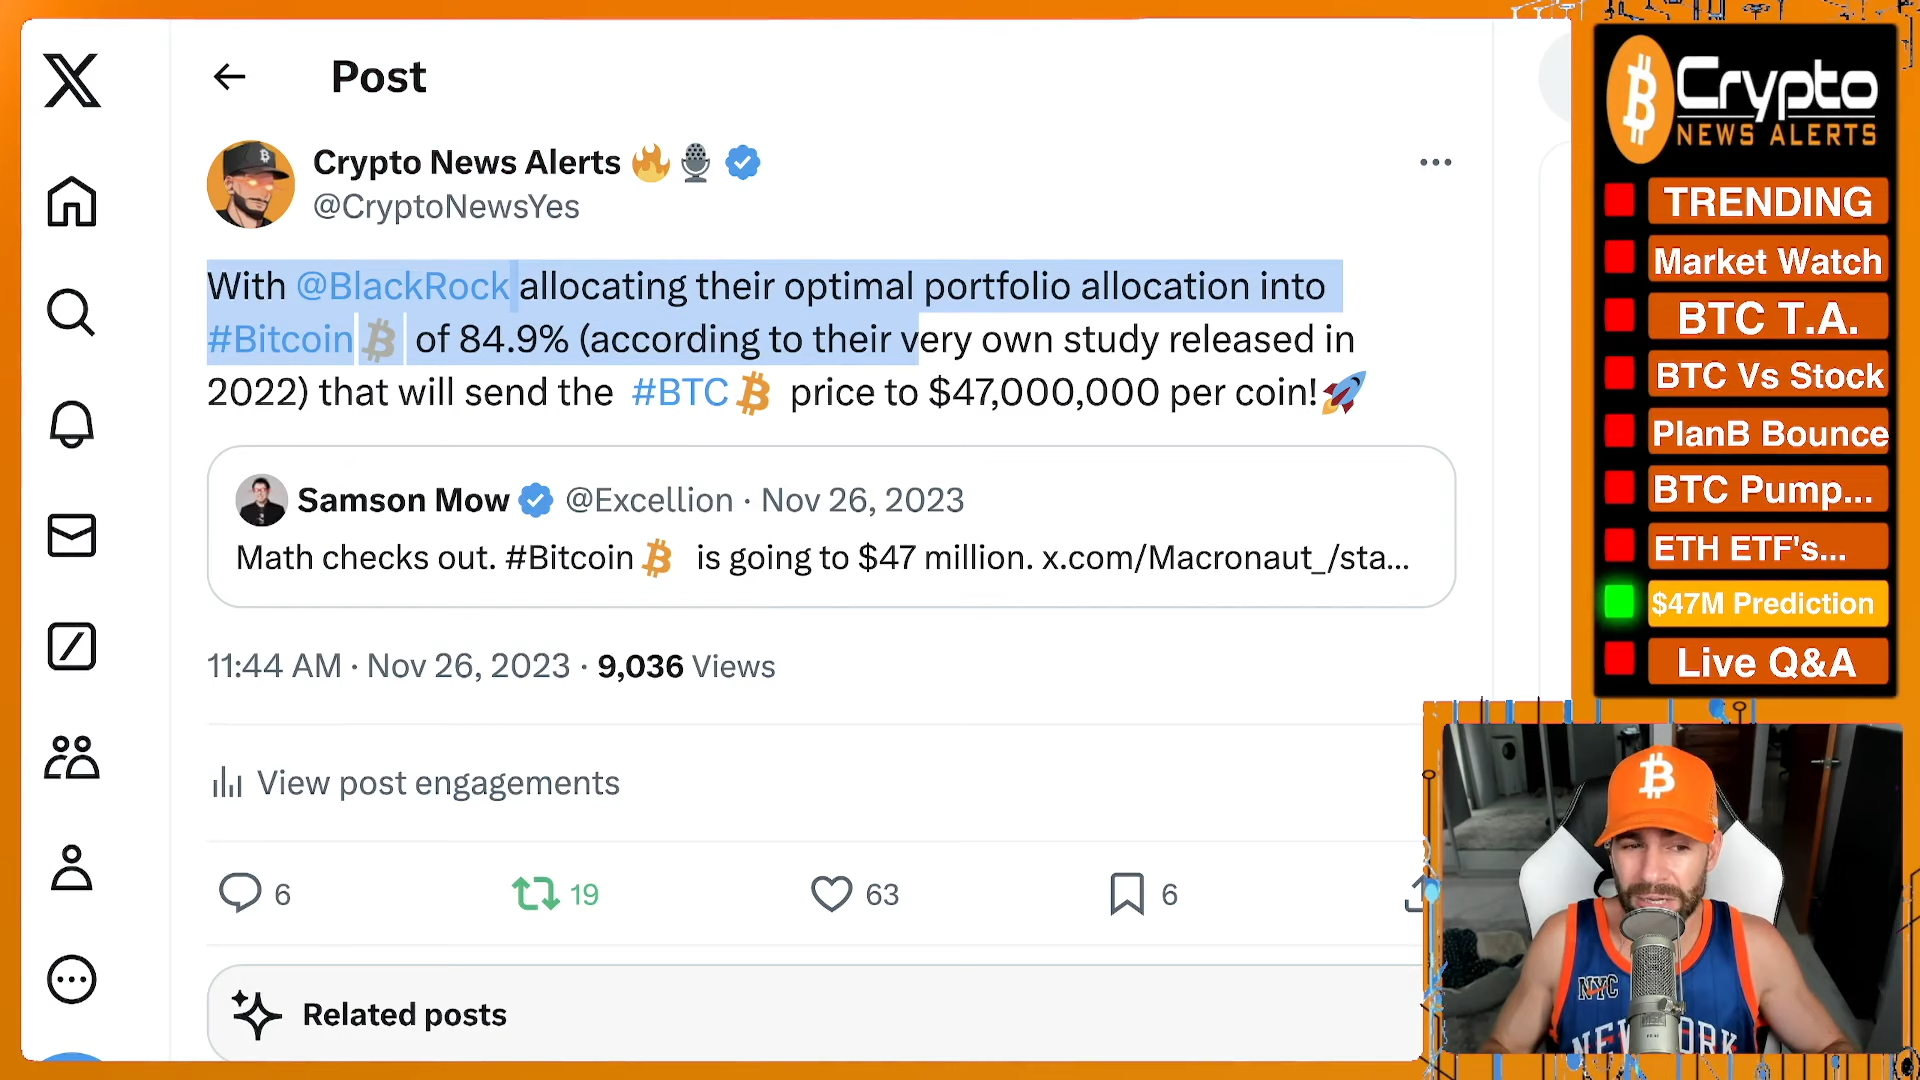 Post
Crypto News Alerts
@CryptoNewsYes
With @BlackRock allocating their optimal portfolio allocation into
#Bitcoin of 84.9% (according to their very own study released in
2022) that will send the #BTC price to $47,000,000 per coin!
Samson Mow @Excellion · Nov 26, 2023
Math checks out. #Bitcoin is going to $47 million. x.com/Macronaut_/sta...
11:44 AM · Nov 26, 2023 · 9,036 Views
View post engagements
6 19 63 6
Related posts
Crypto
NEWS ALERTS
TRENDING
Market Watch
BTC T.A.
BTC Vs Stock
PlanB Bounce
BTC Pump...
ETH ETF's...
$47M Prediction
Live Q&A
NYC